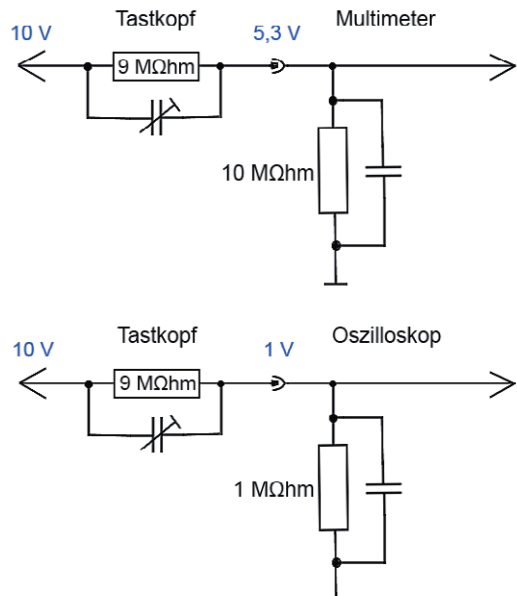 Tastkopf Multimeter
10 V 5,3 V
9 MΩhm
10 MΩhm
Tastkopf Oszilloskop
10 V 1 V
9 MΩhm
1 MΩhm